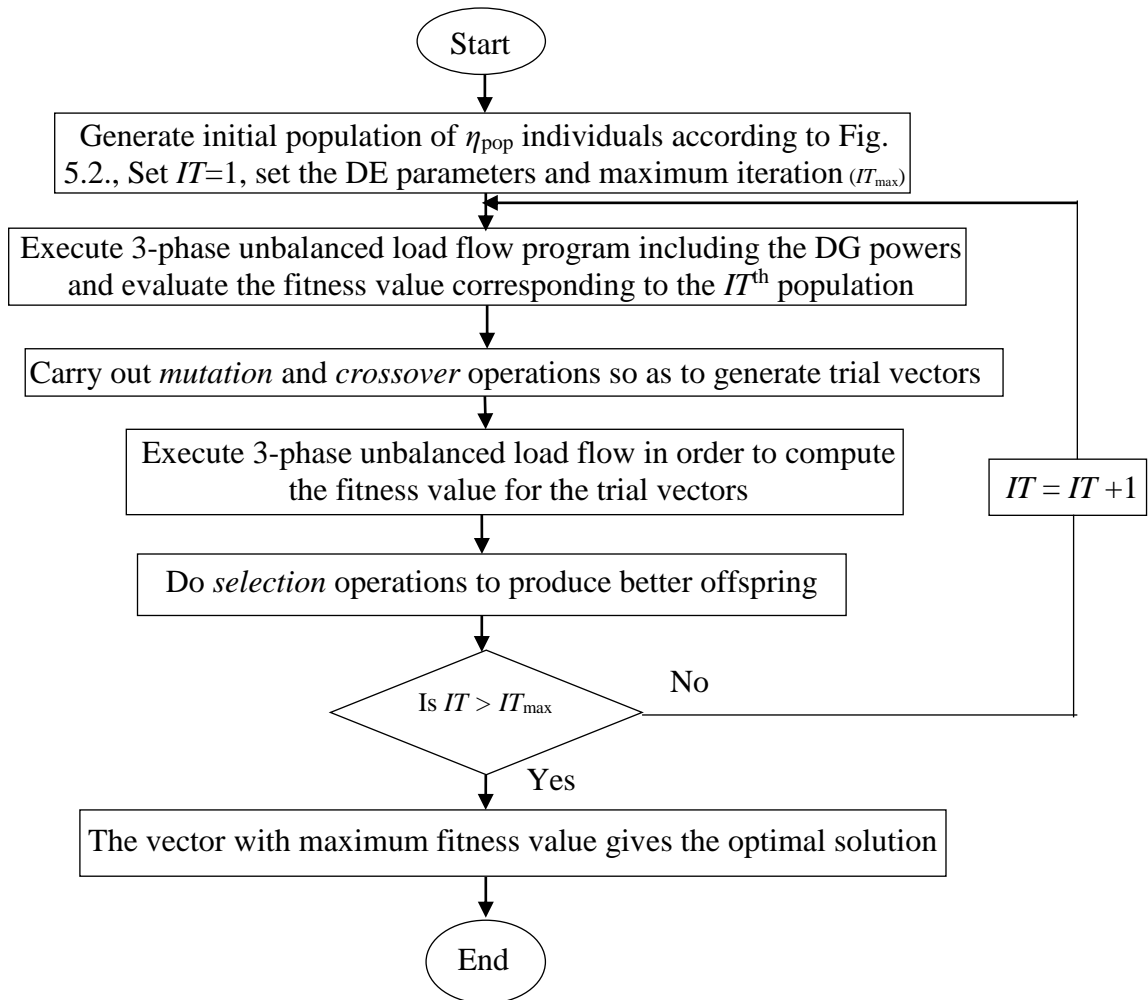 Start
Generate initial population of η_pop individuals according to Fig.
5.2., Set IT=1, set the DE parameters and maximum iteration (IT_max)
Execute 3-phase unbalanced load flow program including the DG powers
and evaluate the fitness value corresponding to the IT^th population
Carry out mutation and crossover operations so as to generate trial vectors
Execute 3-phase unbalanced load flow in order to compute
the fitness value for the trial vectors
IT = IT +1
Do selection operations to produce better offspring
Is IT > IT_max
No
Yes
The vector with maximum fitness value gives the optimal solution
End